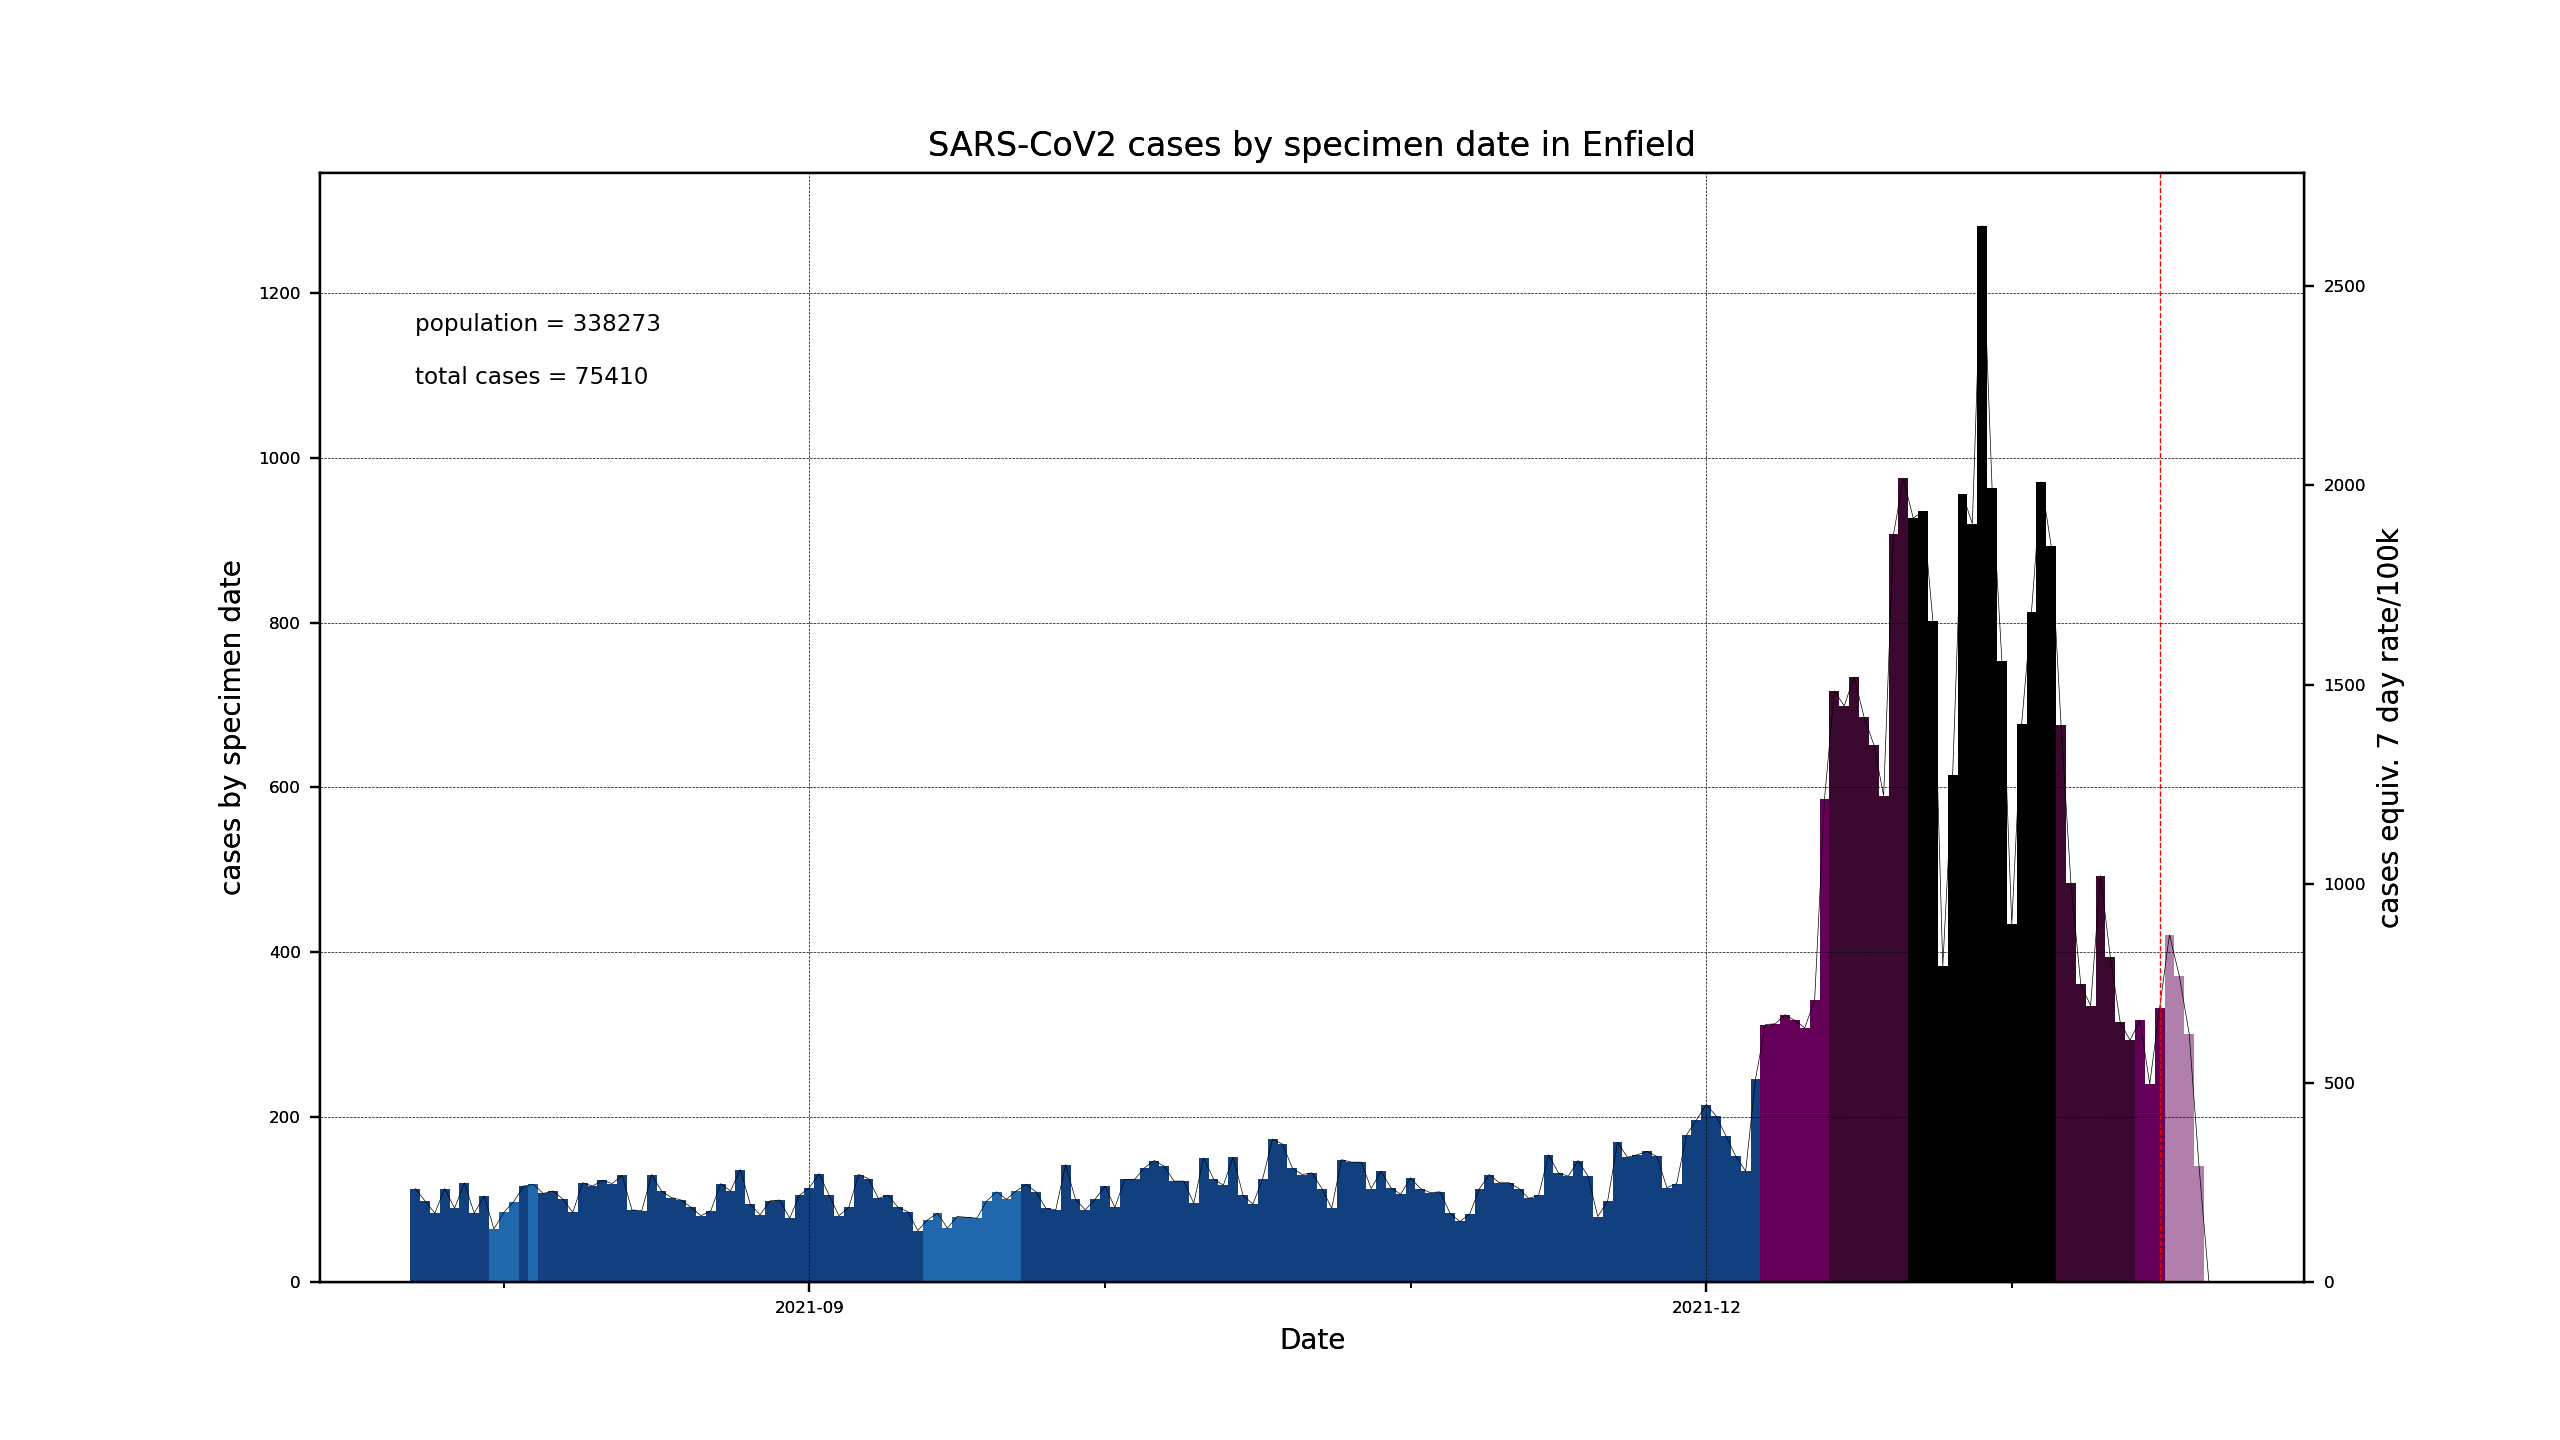 SARS-CoV2 cases by specimen date in Enfield
population = 338273
total cases = 75410
cases by specimen date
1200
1000
800
600
400
200
0
2500
2000
1500
1000
500
0
cases equiv. 7 day rate/100k
2021-09
2021-12
Date